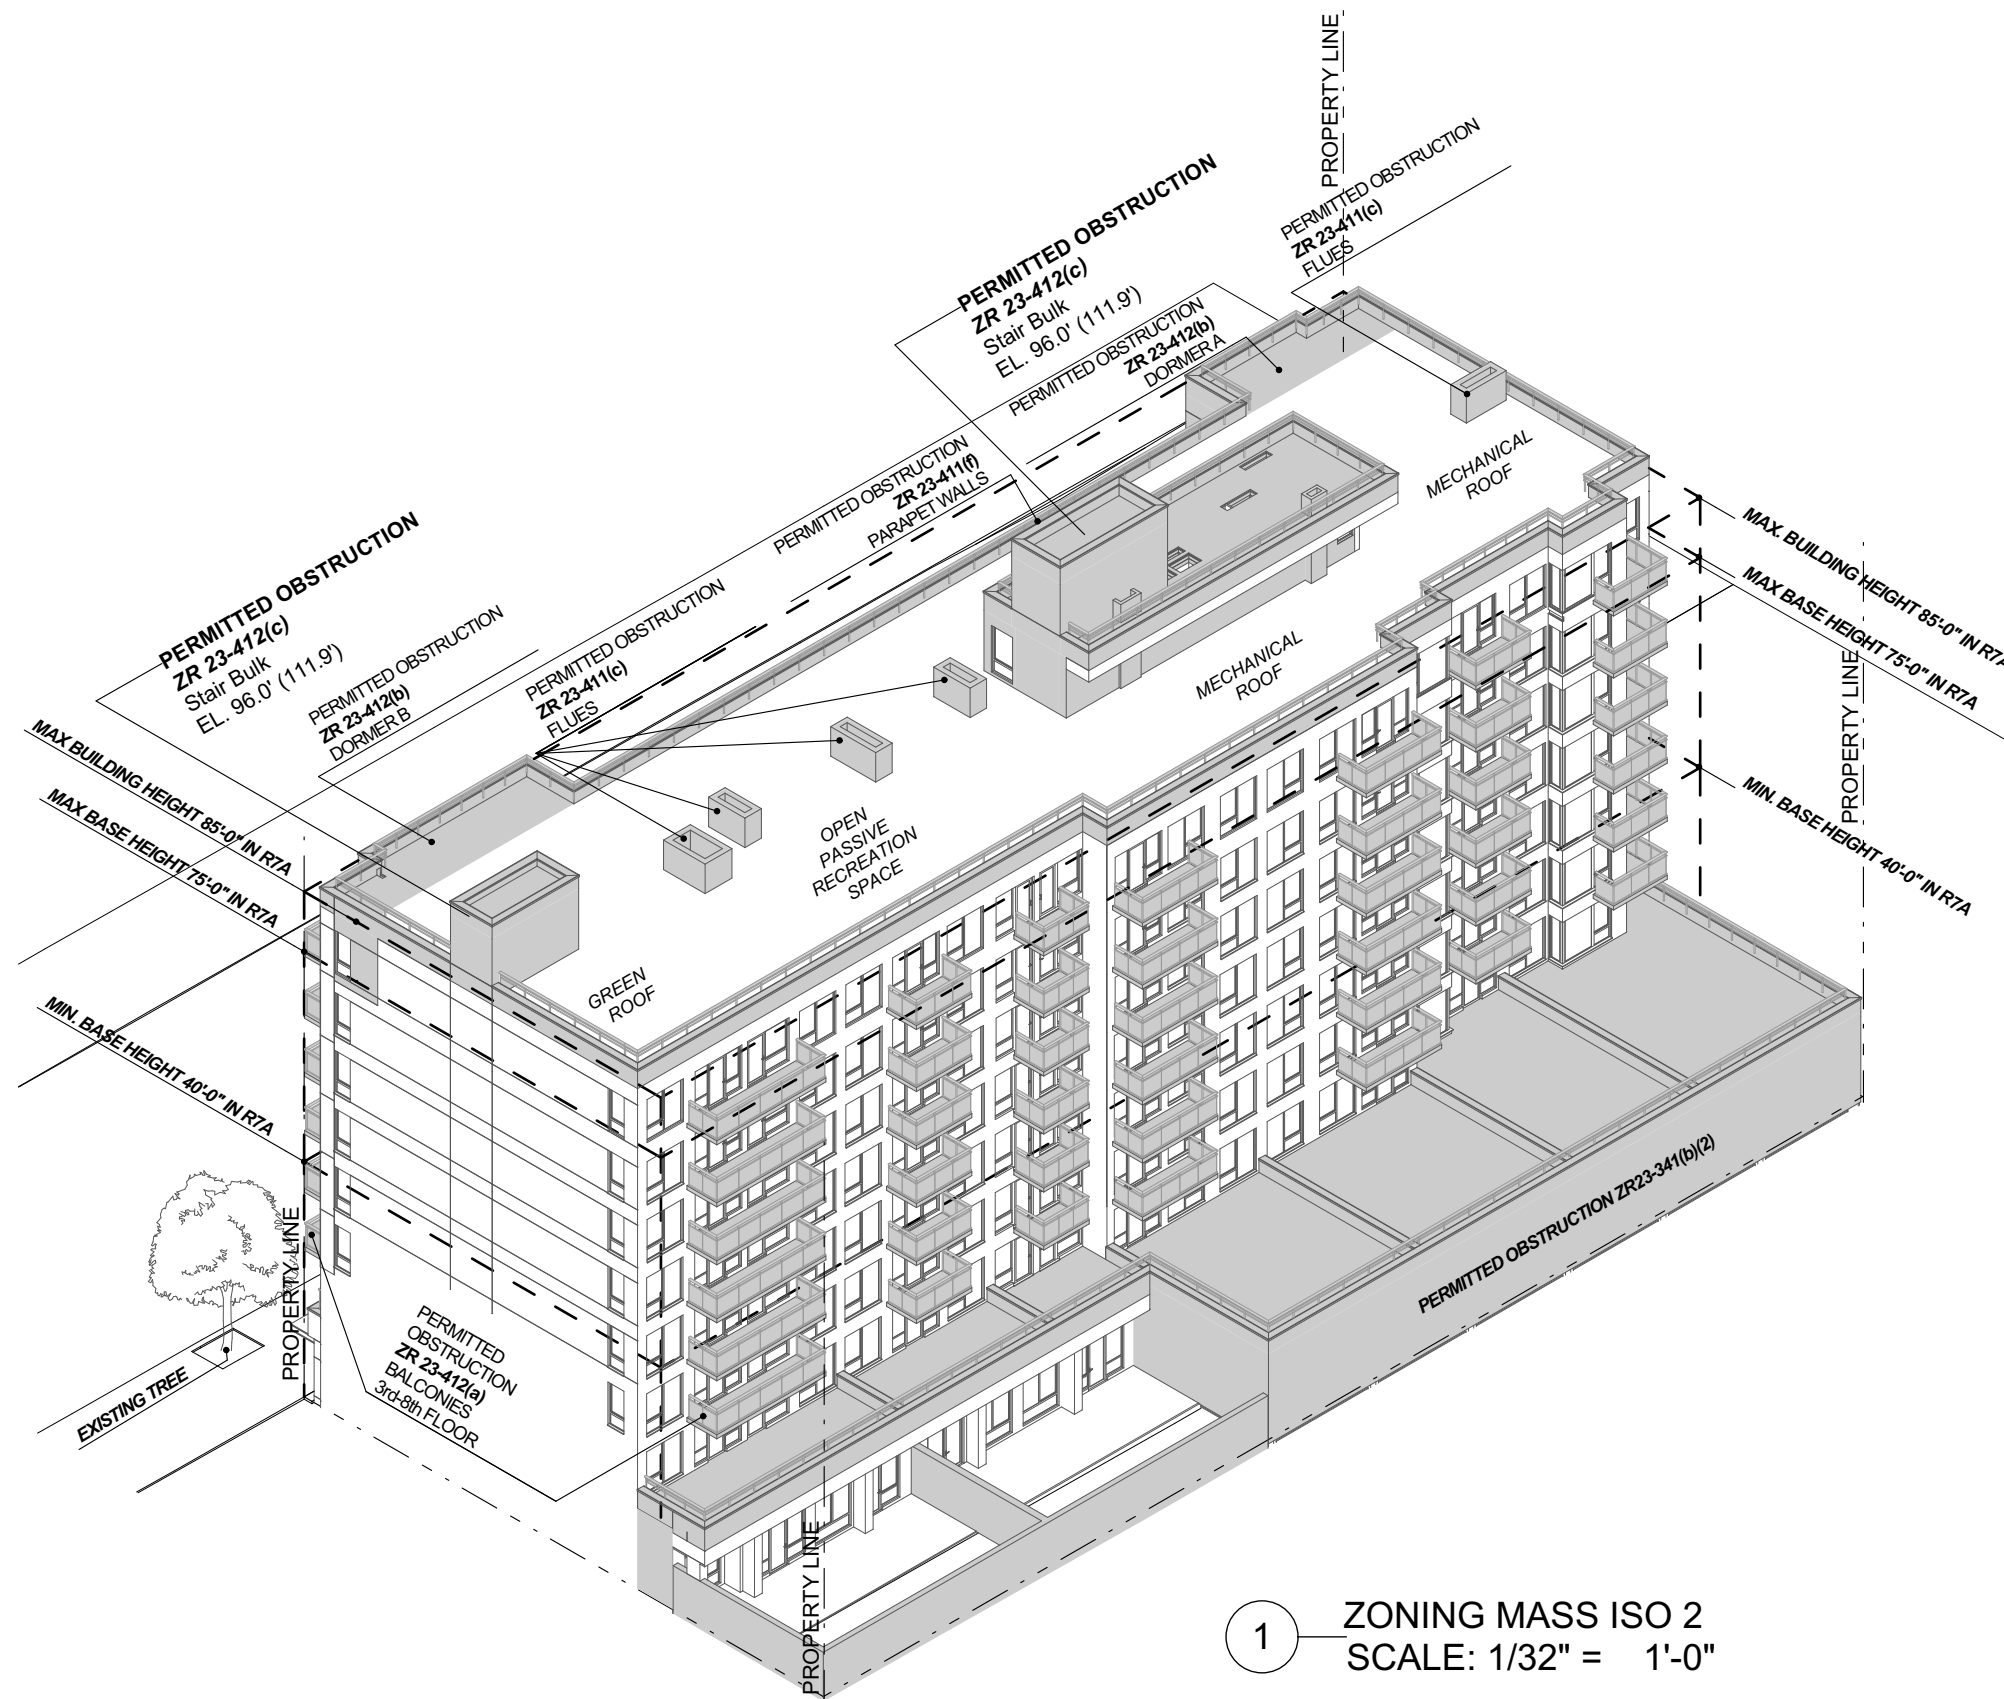 PROPERTY LINE
PERMITTED OBSTRUCTION
ZR 23-411(c)
FLUES
PERMITTED OBSTRUCTION
ZR 23-412(c)
Stair Bulk
EL. 96.0' (111.9')
PERMITTED OBSTRUCTION
ZR 23-412(b)
DORMER A
PERMITTED OBSTRUCTION
ZR 23-411(f)
PARAPET WALLS
PERMITTED OBSTRUCTION
ZR 23-411(c)
FLUES
PERMITTED OBSTRUCTION
ZR 23-412(c)
Stair Bulk
EL. 96.0' (111.9')
PERMITTED OBSTRUCTION
ZR 23-412(b)
DORMER B
MAX BUILDING HEIGHT 85'-0" IN R7A
MAX BASE HEIGHT 75'-0" IN R7A
MIN. BASE HEIGHT 40'-0" IN R7A
MECHANICAL
ROOF
MECHANICAL
ROOF
OPEN
PASSIVE
RECREATION
SPACE
GREEN
ROOF
MAX. BUILDING HEIGHT 85'-0" IN R7A
MAX BASE HEIGHT 75'-0" IN R7A
MIN. BASE HEIGHT 40'-0" IN R7A
PROPERTY LINE
PROPERTY LINE
EXISTING TREE
PERMITTED
OBSTRUCTION
ZR 23-412(a)
BALCONIES
3rd-8th FLOOR
PERMITTED OBSTRUCTION ZR23-341(b)(2)
PROPERTY LINE
1
ZONING MASS ISO 2
SCALE: 1/32" = 1'-0"